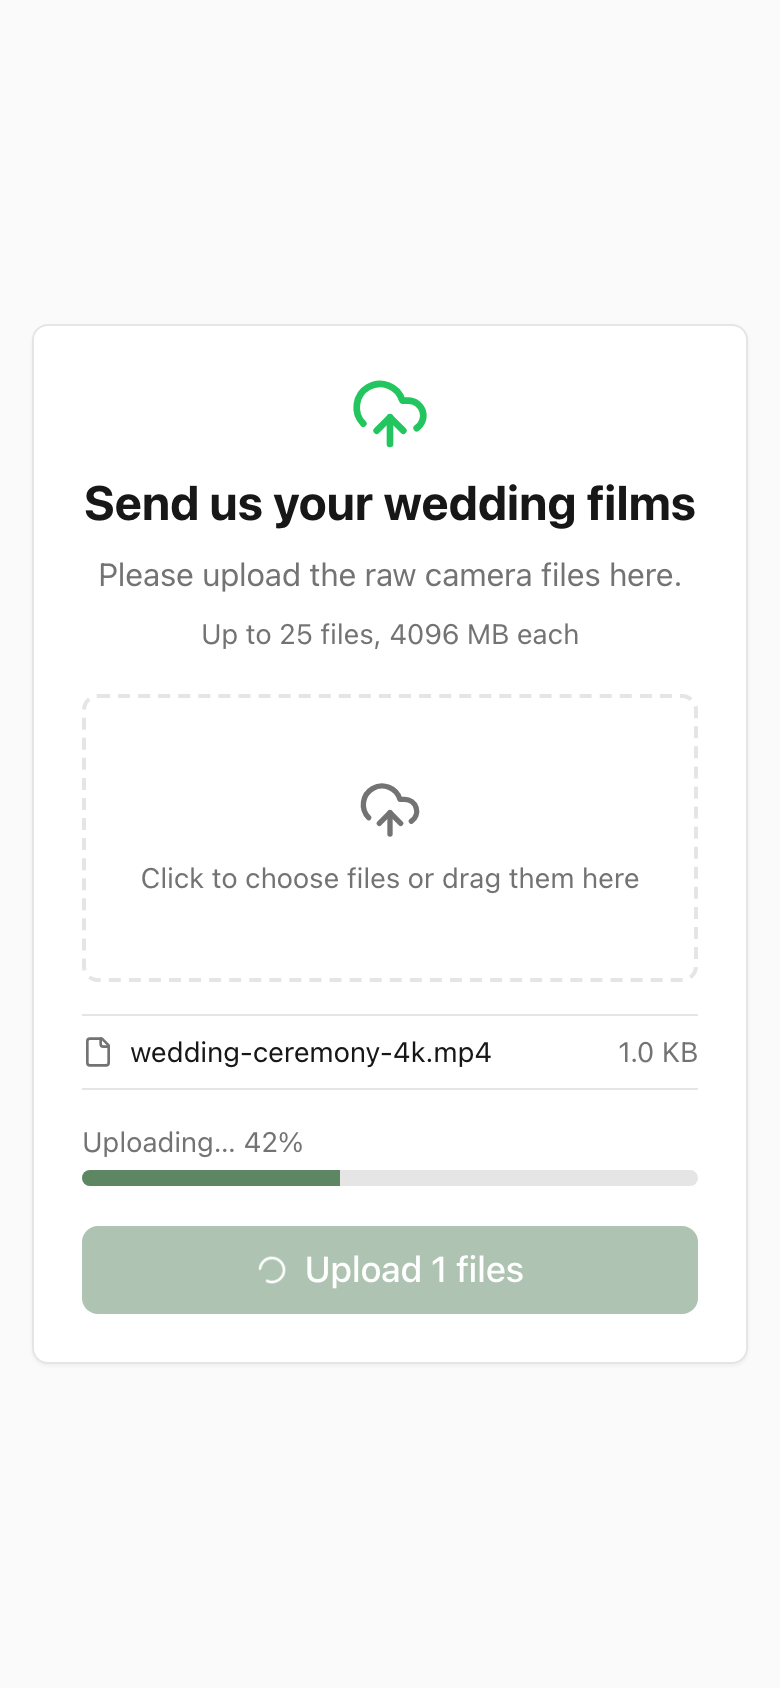 Send us your wedding films
Please upload the raw camera files here.
Up to 25 files, 4096 MB each
Click to choose files or drag them here
wedding-ceremony-4k.mp4 1.0 KB
Uploading... 42%
Upload 1 files